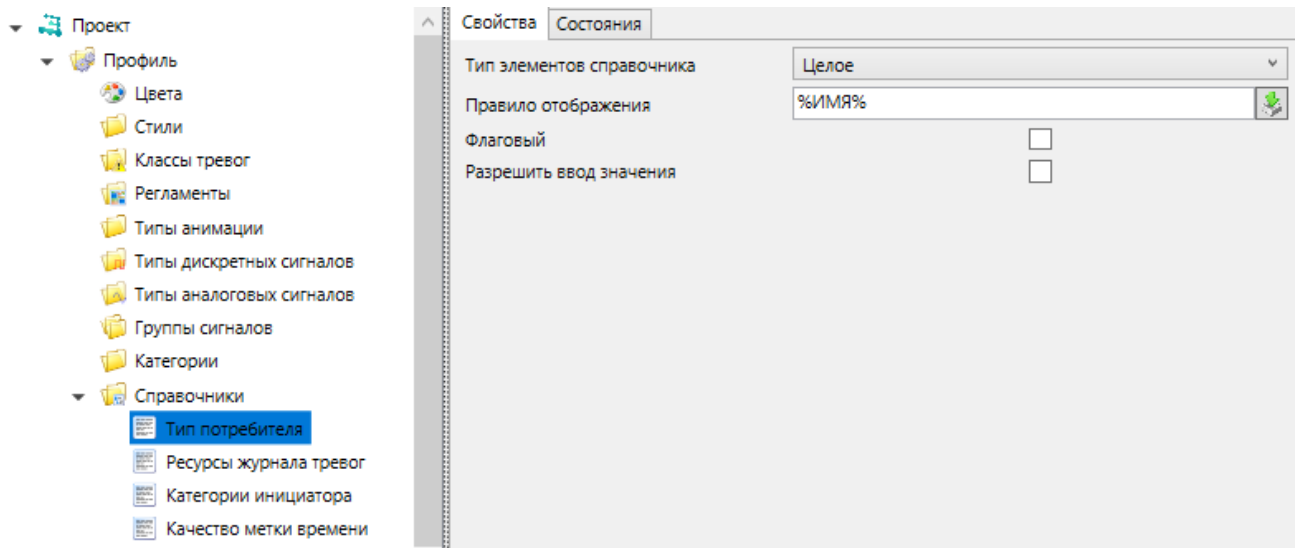 Проект
Профиль
Цвета
Стили
Классы тревог
Регламенты
Типы анимации
Типы дискретных сигналов
Типы аналоговых сигналов
Группы сигналов
Категории
Справочники
Тип потребителя
Ресурсы журнала тревог
Категории инициатора
Качество метки времени
Свойства Состояния
Тип элементов справочника Целое
Правило отображения %ИМЯ%
Флаговый
Разрешить ввод значения